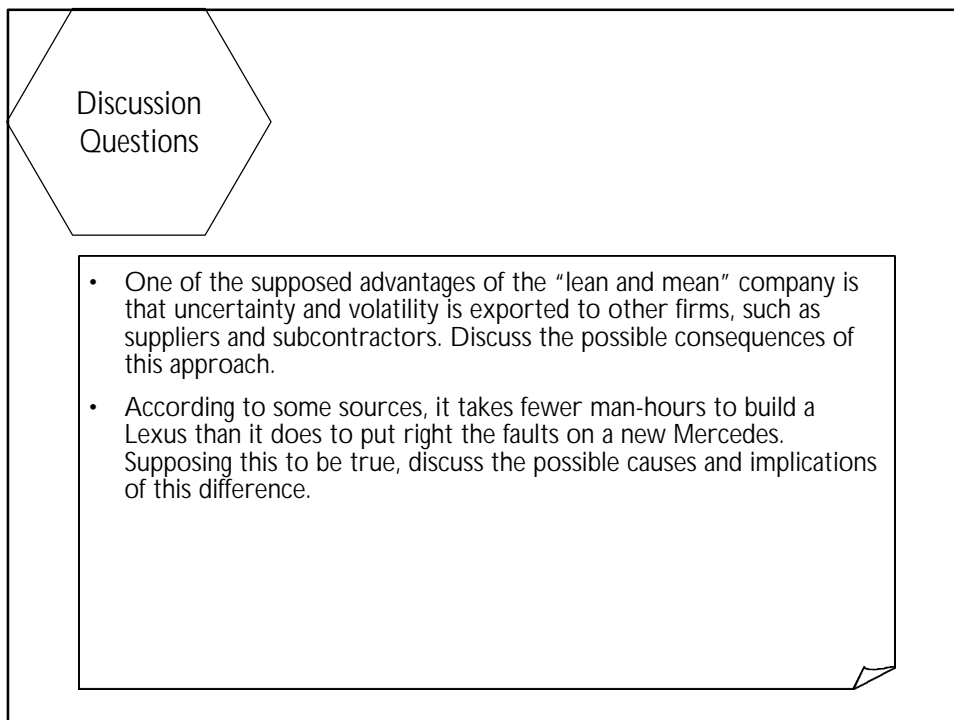 Discussion
Questions
• One of the supposed advantages of the “lean and mean” company is
that uncertainty and volatility is exported to other firms, such as
suppliers and subcontractors. Discuss the possible consequences of
this approach.
• According to some sources, it takes fewer man-hours to build a
Lexus than it does to put right the faults on a new Mercedes.
Supposing this to be true, discuss the possible causes and implications
of this difference.